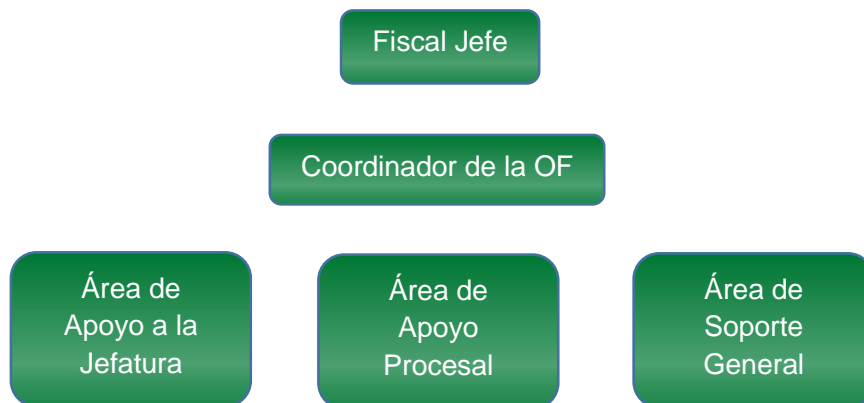 Fiscal Jefe
Coordinador de la OF
Área de
Apoyo a la
Jefatura
Área de
Apoyo
Procesal
Área de
Soporte
General